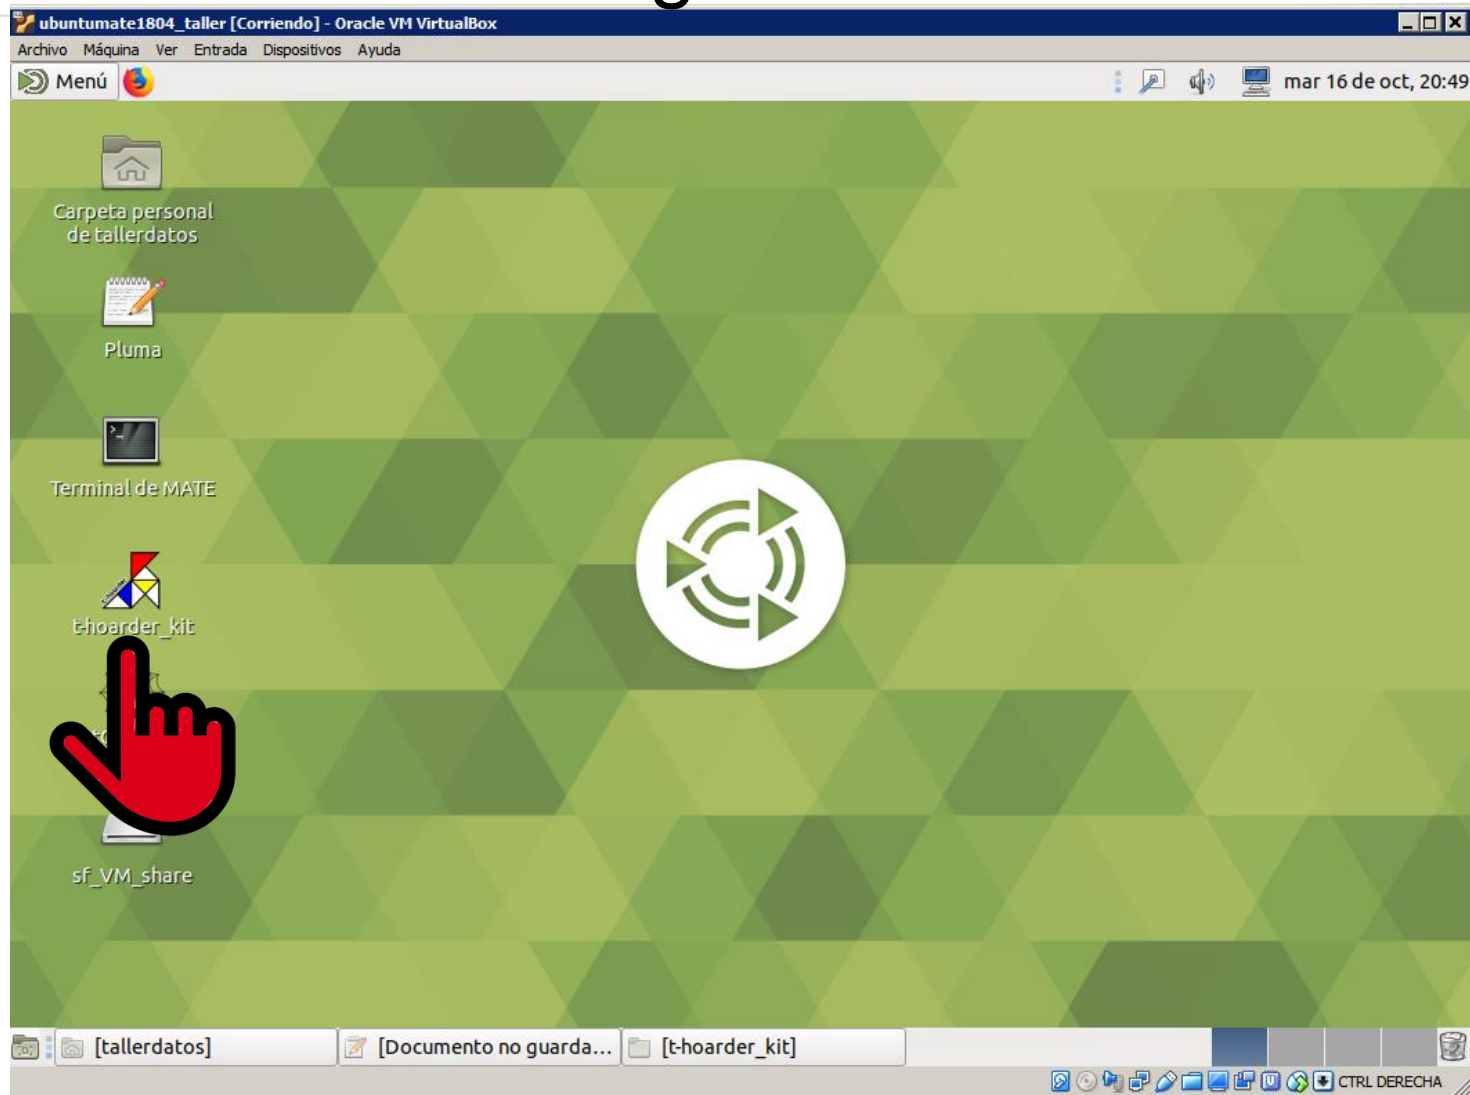 ubuntumate1804_taller [Corriendo] - Oracle VM VirtualBox
Archivo Máquina Ver Entrada Dispositivos Ayuda
Menú
mar 16 de oct, 20:49
Carpeta personal
de tallerdatos
Pluma
Terminal de MATE
t-hoarder
t-hoarder_kit
sf_VM_share
[tallerdatos]
[Documento no guarda...
[t-hoarder_kit]
CTRL DERECHA